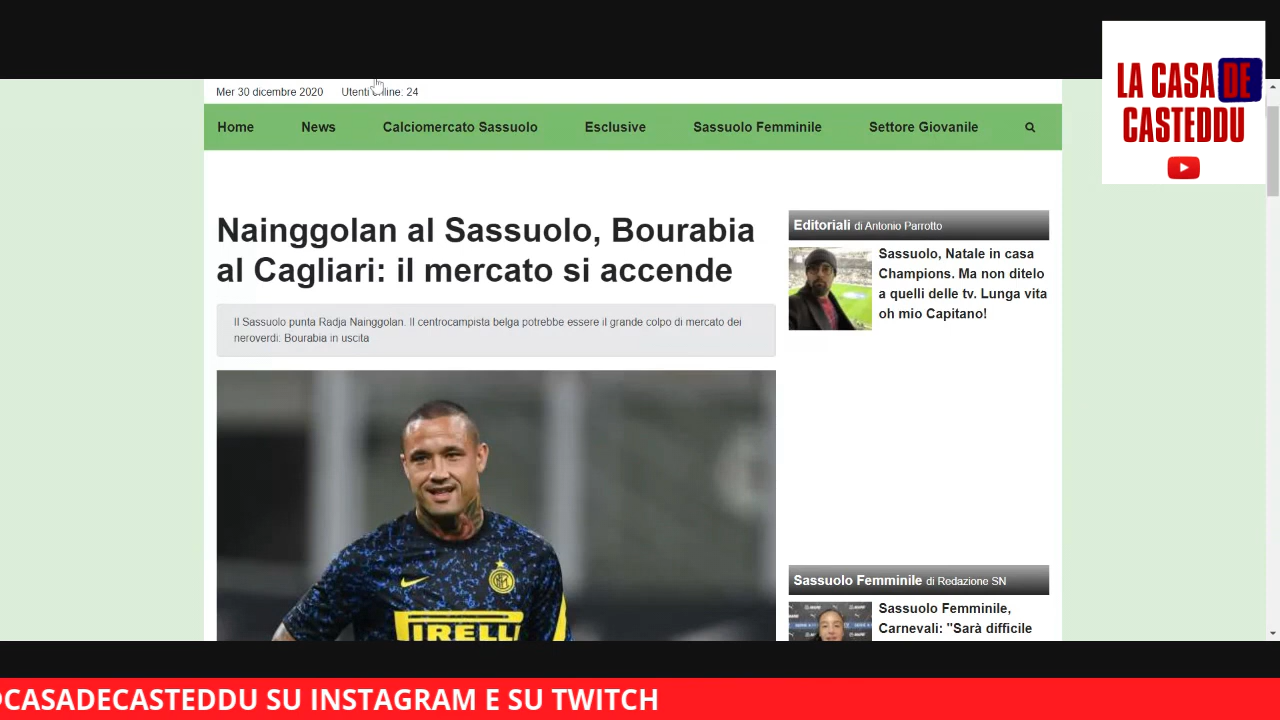 LA CASA DE
CASTEDDU
Mer 30 dicembre 2020 Utenti online: 24
Home News Calciomercato Sassuolo Esclusive Sassuolo Femminile Settore Giovanile
Nainggolan al Sassuolo, Bourabia
al Cagliari: il mercato si accende
Il Sassuolo punta Radja Nainggolan. Il centrocampista belga potrebbe essere il grande colpo di mercato dei
neroverdi: Bourabia in uscita
IRELLI
Editoriali di Antonio Parrotto
Sassuolo, Natale in casa
Champions. Ma non ditelo
a quelli delle tv. Lunga vita
oh mio Capitano!
Sassuolo Femminile di Redazione SN
Sassuolo Femminile,
Carnevali: "Sarà difficile
@CASADECASTEDDU SU INSTAGRAM E SU TWITCH